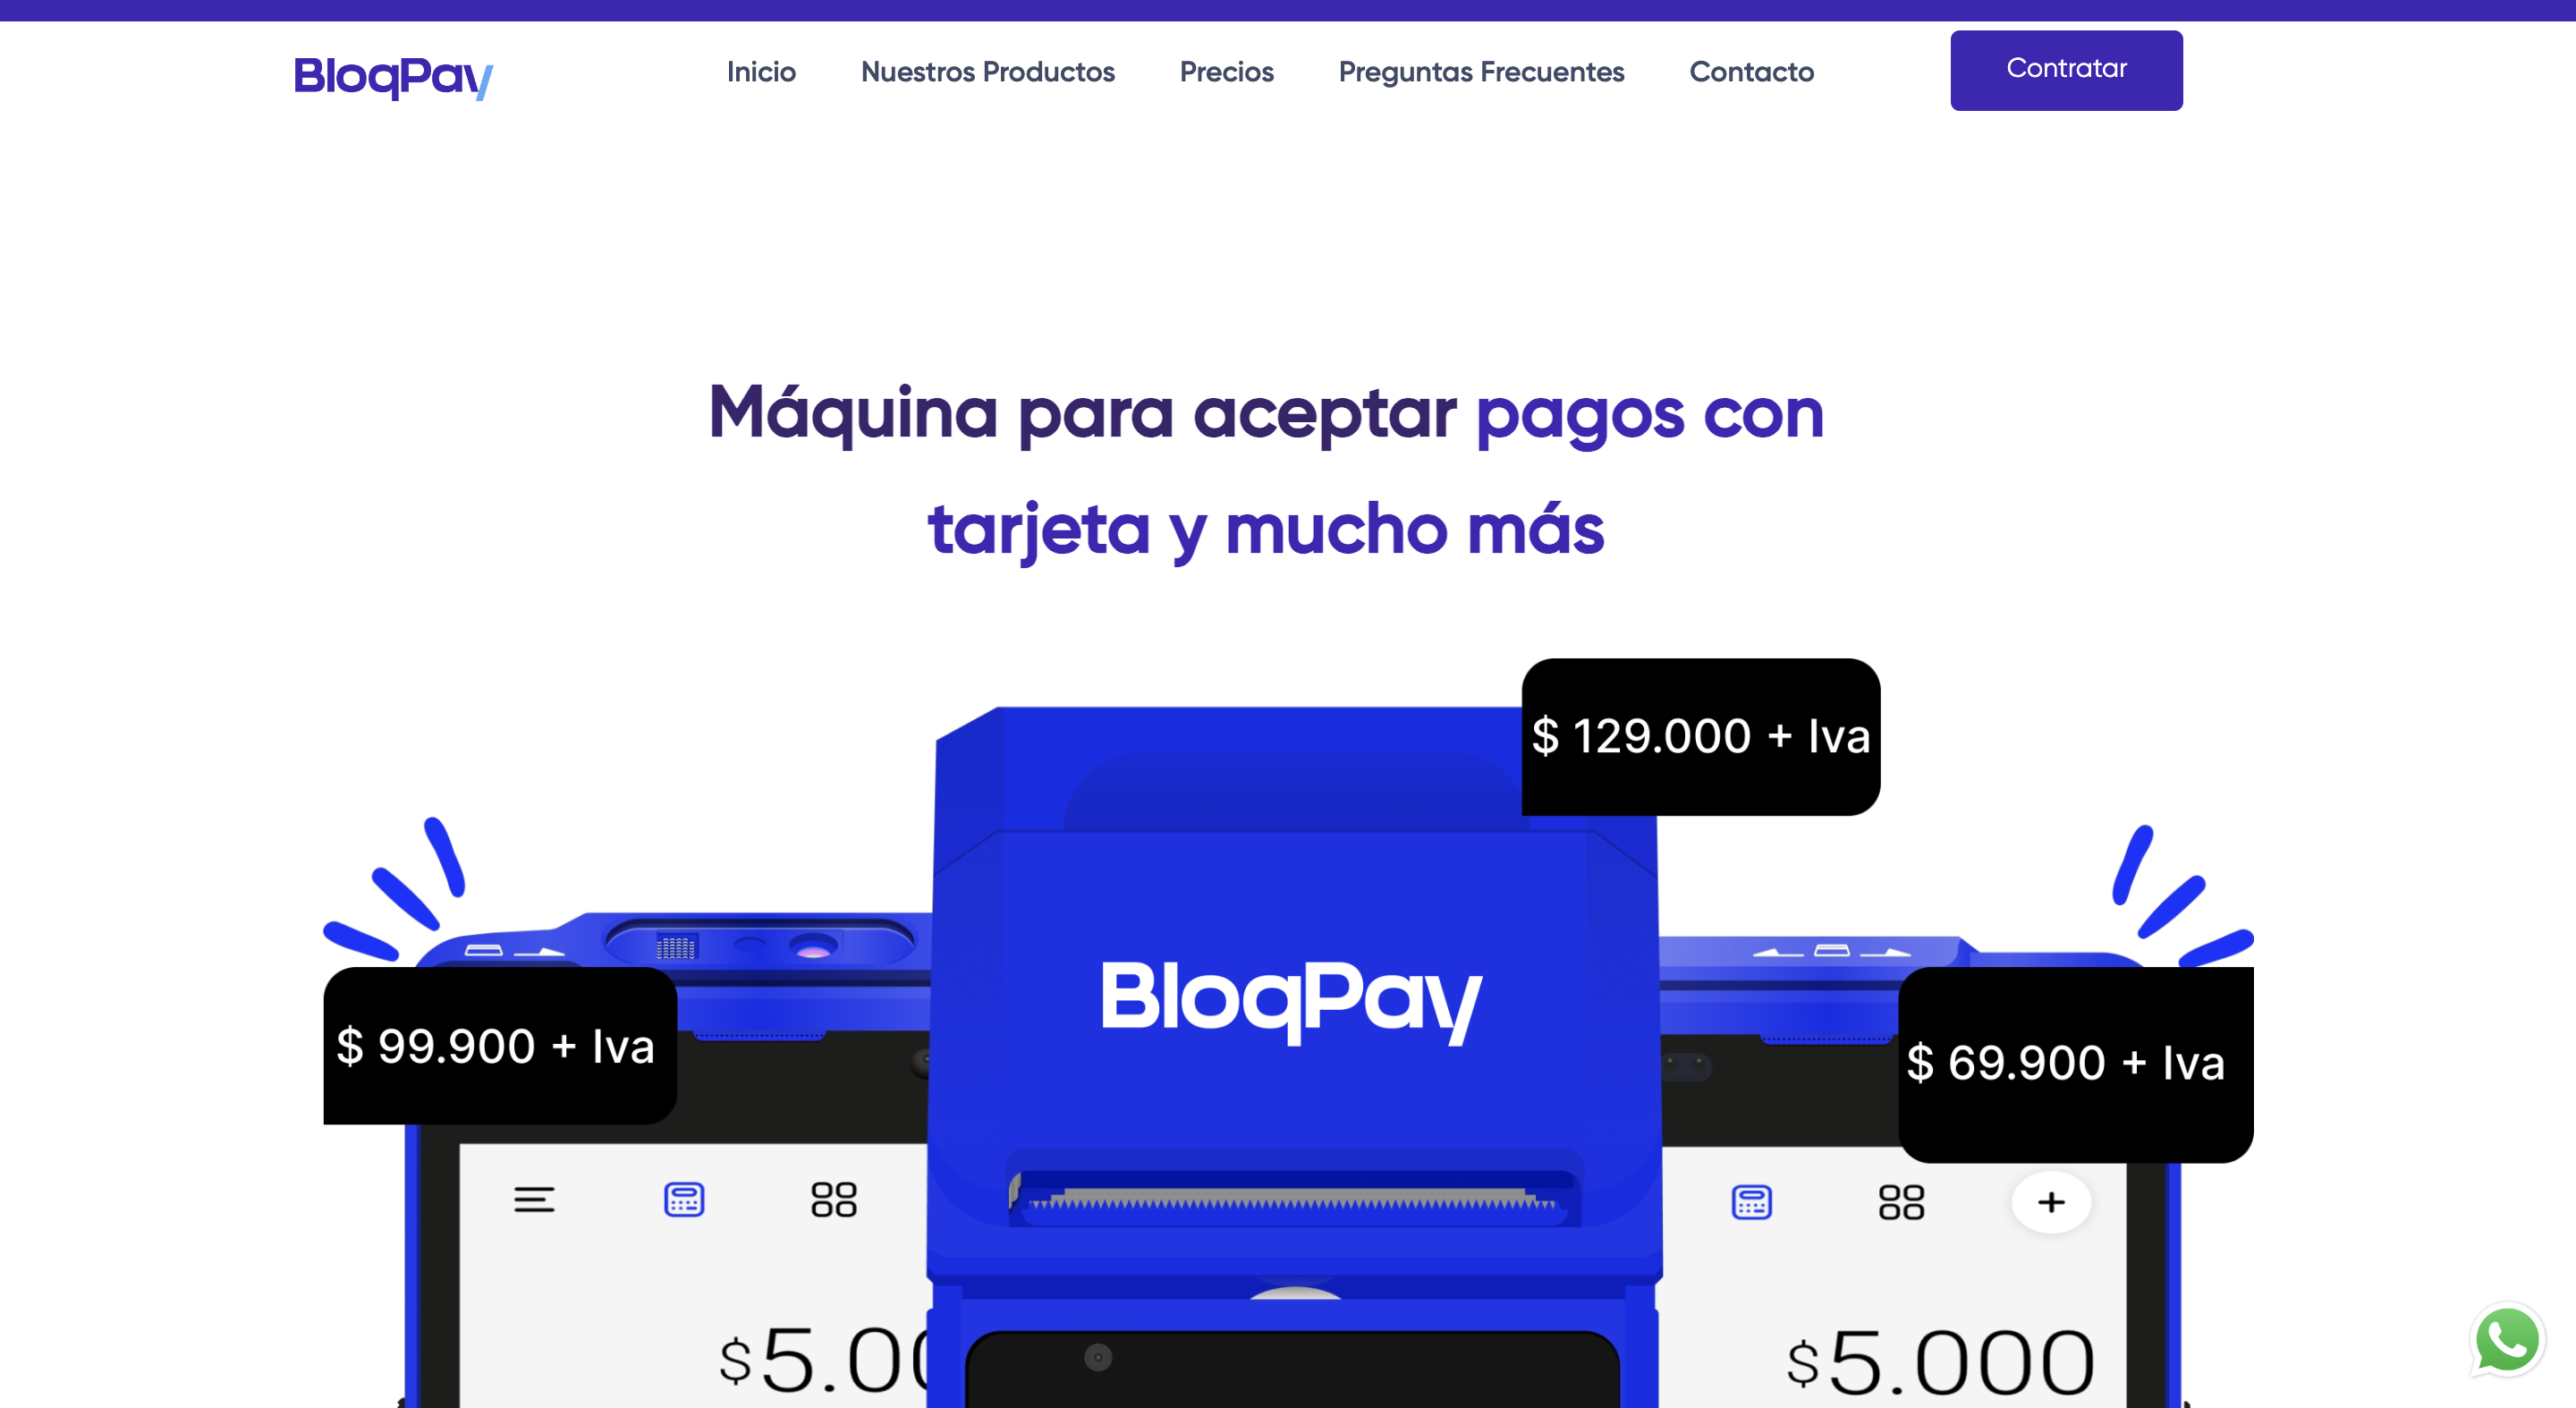 BloqPay
Inicio Nuestros Productos Precios Preguntas Frecuentes Contacto Contratar
Máquina para aceptar pagos con
tarjeta y mucho más
$ 129.000 + Iva
BloqPay
$ 99.900 + Iva
$ 69.900 + Iva
$5.00
$5.000